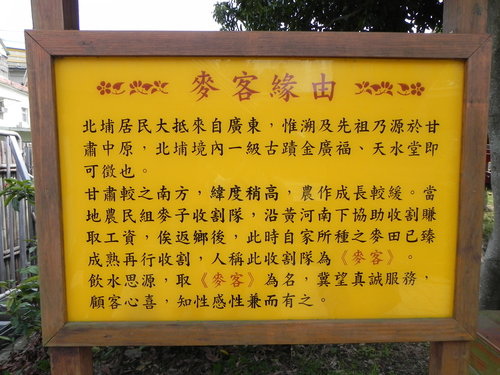 麥客緣由
北埔居民大抵來自廣東，惟溯及先祖乃源於甘
肅中原，北埔境內一級古蹟金廣福、天水堂即
可徵也。
甘肅較之南方，緯度稍高，農作成長較緩。當
地農民組麥子收割隊，沿黃河南下協助收割賺
取工資，俟返鄉後，此時自家所種之麥田已臻
成熟再行收割，人稱此收割隊為《麥客》。
飲水思源，取《麥客》為名，冀望真誠服務，
顧客心喜，知性感性兼而有之。